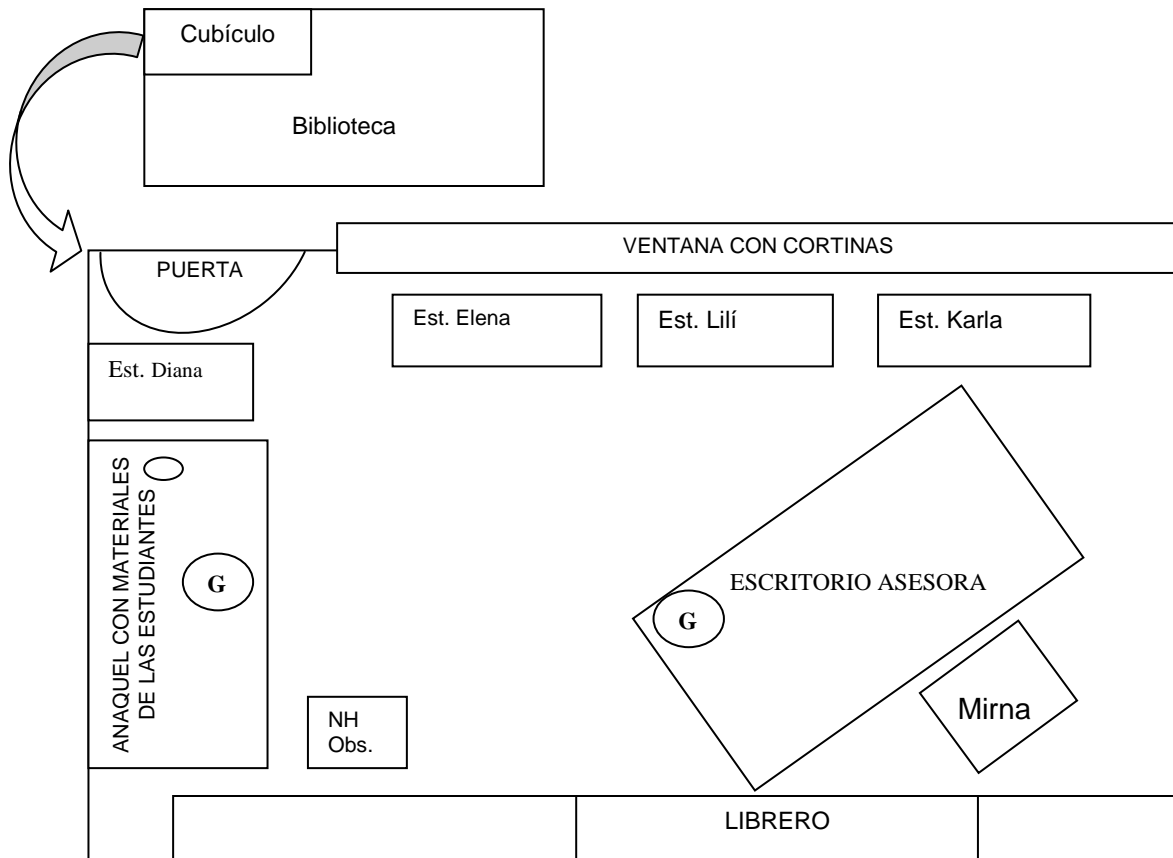 Cubículo
Biblioteca
VENTANA CON CORTINAS
PUERTA
Est. Elena
Est. Lilí
Est. Karla
Est. Diana
ANAQUEL CON MATERIALES
DE LAS ESTUDIANTES
G
ESCRITORIO ASESORA
G
Mirna
NH
Obs.
LIBRERO